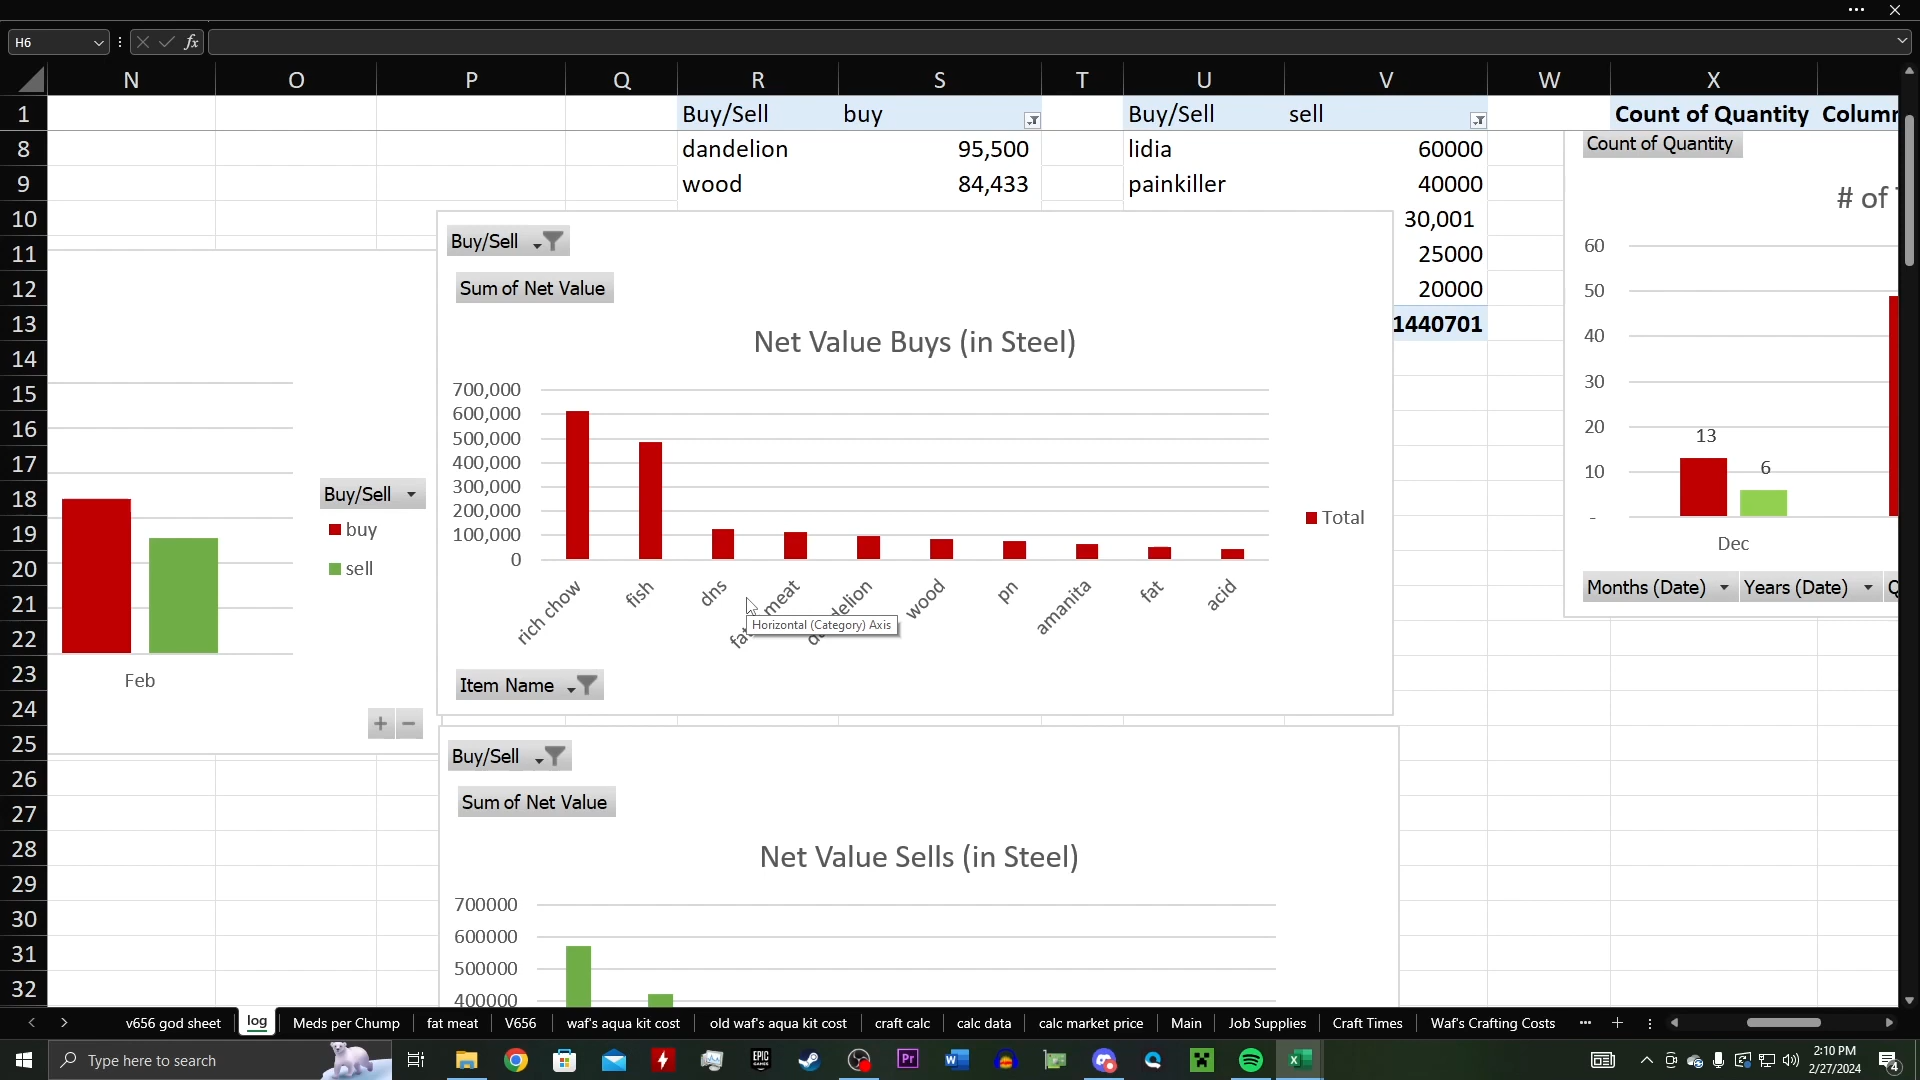 H6
fx
N O P Q R S T U V W X
1 Buy/Sell buy Buy/Sell sell Count of Quantity Column
8 dandelion 95,500 lidia 60000 Count of Quantity
9 wood 84,433 painkiller 40000
# of
10 30,001
11 25000
12 20000
13 1440701
14
15
16
17
18
19
20
21
22
23
24
25
26
27
28
29
30
31
32
Buy/Sell
buy
sell
Feb
+ −
Buy/Sell
Sum of Net Value
Net Value Buys (in Steel)
700,000
600,000
500,000
400,000
300,000
200,000
100,000
0
rich chow fish dns meat wood pn amanita fat acid
Horizontal (Category) Axis
Total
Item Name
Buy/Sell
Sum of Net Value
Net Value Sells (in Steel)
700000
600000
500000
400000
60
50
40
30
20
10
-
13
6
Dec
Months (Date) Years (Date)
v656 god sheet log Meds per Chump fat meat V656 waf's aqua kit cost old waf's aqua kit cost craft calc calc data calc market price Main Job Supplies Craft Times Waf's Crafting Costs
Type here to search
EPIC
GAMES
Pr
2:10 PM
2/27/2024
4